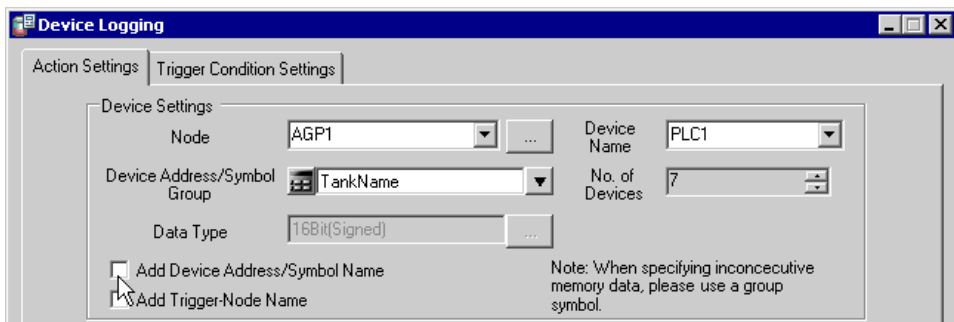 Device Logging
Action Settings Trigger Condition Settings
Device Settings
Node AGP1 ... Device Name PLC1
Device Address/Symbol Group TankName No. of Devices 7
Data Type 16Bit(Signed) ...
Add Device Address/Symbol Name
Add Trigger-Node Name
Note: When specifying inconcecutive
memory data, please use a group
symbol.